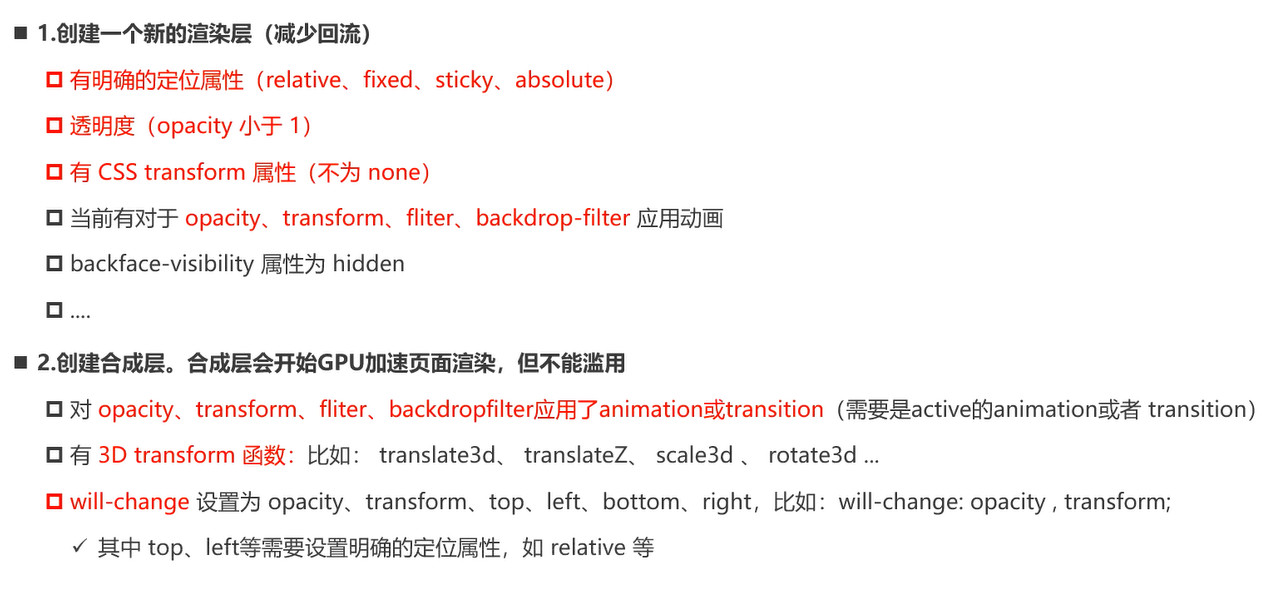 1.创建一个新的渲染层（减少回流）
有明确的定位属性（relative、fixed、sticky、absolute）
透明度（opacity 小于 1）
有 CSS transform 属性（不为 none）
当前有对于 opacity、transform、fliter、backdrop-filter 应用动画
backface-visibility 属性为 hidden
....
2.创建合成层。合成层会开始GPU加速页面渲染，但不能滥用
对 opacity、transform、fliter、backdropfilter应用了animation或transition（需要是active的animation或者 transition）
有 3D transform 函数：比如： translate3d、 translateZ、 scale3d 、 rotate3d ...
will-change 设置为 opacity、transform、top、left、bottom、right，比如：will-change: opacity , transform;
✓ 其中 top、left等需要设置明确的定位属性，如 relative 等